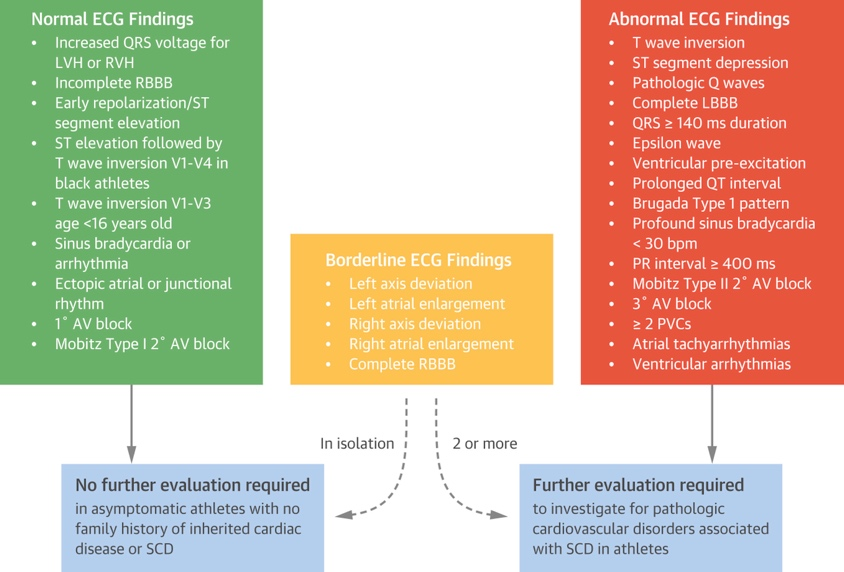 Normal ECG Findings
• Increased QRS voltage for
LVH or RVH
• Incomplete RBBB
• Early repolarization/ST
segment elevation
• ST elevation followed by
T wave inversion V1-V4 in
black athletes
• T wave inversion V1-V3
age <16 years old
• Sinus bradycardia or
arrhythmia
• Ectopic atrial or junctional
rhythm
• 1˚ AV block
• Mobitz Type I 2˚ AV block
Borderline ECG Findings
• Left axis deviation
• Left atrial enlargement
• Right axis deviation
• Right atrial enlargement
• Complete RBBB
Abnormal ECG Findings
• T wave inversion
• ST segment depression
• Pathologic Q waves
• Complete LBBB
• QRS ≥ 140 ms duration
• Epsilon wave
• Ventricular pre-excitation
• Prolonged QT interval
• Brugada Type 1 pattern
• Profound sinus bradycardia
< 30 bpm
• PR interval ≥ 400 ms
• Mobitz Type II 2˚ AV block
• 3˚ AV block
• ≥ 2 PVCs
• Atrial tachyarrhythmias
• Ventricular arrhythmias
In isolation
2 or more
No further evaluation required
in asymptomatic athletes with no
family history of inherited cardiac
disease or SCD
Further evaluation required
to investigate for pathologic
cardiovascular disorders associated
with SCD in athletes